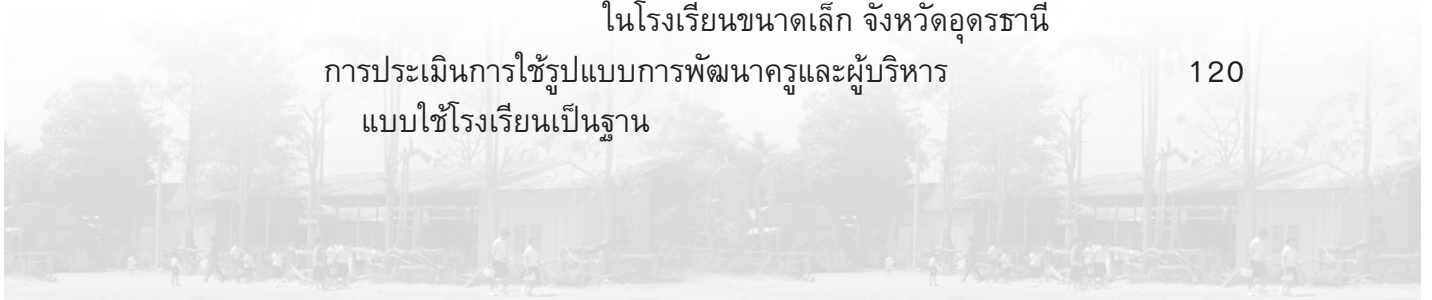 ในโรงเรียนขนาดเล็ก จังหวัดอุดรธานี
การประเมินการใช้รูปแบบการพัฒนาครูและผู้บริหาร 120
แบบใช้โรงเรียนเป็นฐาน